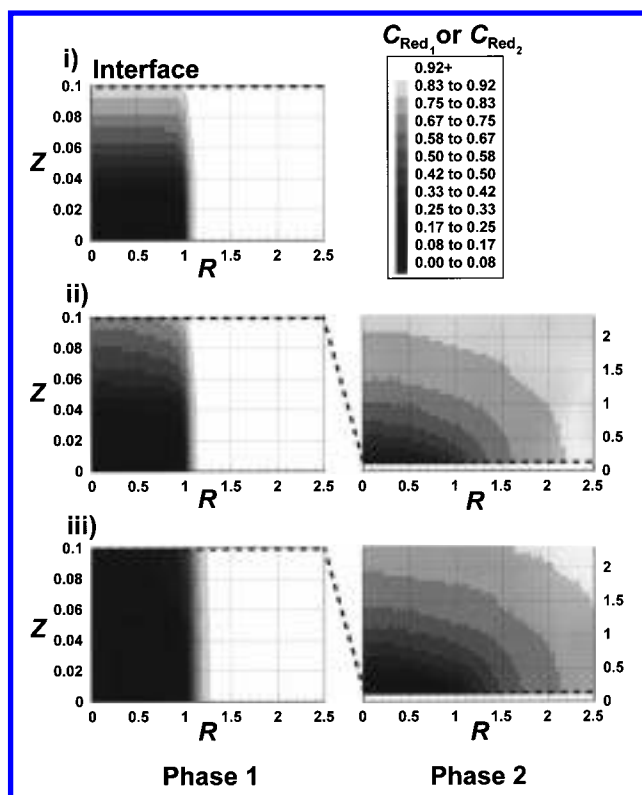 C_Red₁ or C_Red₂
i) Interface
0.92+
0.83 to 0.92
0.75 to 0.83
0.67 to 0.75
0.58 to 0.67
0.50 to 0.58
0.42 to 0.50
0.33 to 0.42
0.25 to 0.33
0.17 to 0.25
0.08 to 0.17
0.00 to 0.08
0.1
0.08
0.06
Z
0.04
0.02
0
0 0.5 1 1.5 2 2.5
R
ii)
0.1
0.08
0.06
Z
0.04
0.02
0
0 0.5 1 1.5 2 2.5
R
2
1.5
1
0.5
0
0 0.5 1 1.5 2 2.5
R
iii)
0.1
0.08
0.06
Z
0.04
0.02
0
0 0.5 1 1.5 2 2.5
R
2
1.5
1
0.5
0
0 0.5 1 1.5 2 2.5
R
Phase 1
Phase 2